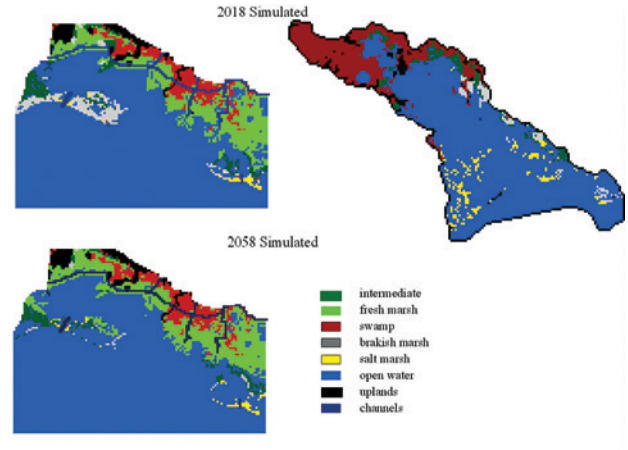 2018 Simulated
2058 Simulated
intermediate
fresh marsh
swamp
brakish marsh
salt marsh
open water
uplands
channels